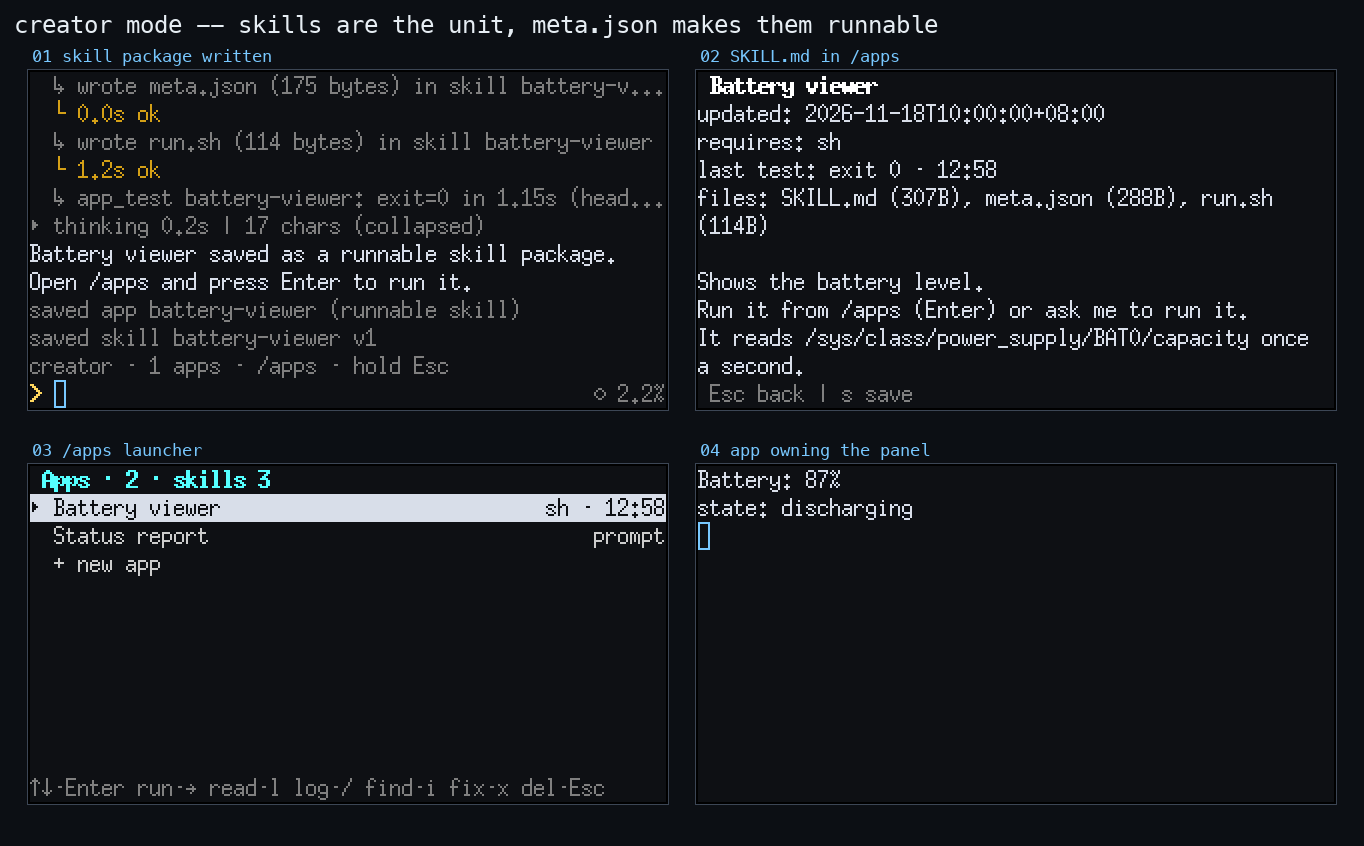 creator mode –– skills are the unit, meta.json makes them runnable
01 skill package written
↳ wrote meta.json (175 bytes) in skill battery-v...
└ 0.0s ok
↳ wrote run.sh (114 bytes) in skill battery-viewer
└ 1.2s ok
↳ app_test battery-viewer: exit=0 in 1.15s (head...
▸ thinking 0.2s | 17 chars (collapsed)
Battery viewer saved as a runnable skill package.
Open /apps and press Enter to run it.
saved app battery-viewer (runnable skill)
saved skill battery-viewer v1
creator · 1 apps · /apps · hold Esc
❯ ◇ 2.2%
02 SKILL.md in /apps
Battery viewer
updated: 2026-11-18T10:00:00+08:00
requires: sh
last test: exit 0 · 12:58
files: SKILL.md (307B), meta.json (288B), run.sh
(114B)
Shows the battery level.
Run it from /apps (Enter) or ask me to run it.
It reads /sys/class/power_supply/BAT0/capacity once
a second.
Esc back | s save
03 /apps launcher
Apps · 2 · skills 3
▸ Battery viewer sh · 12:58
Status report prompt
+ new app
↑↓·Enter run·→ read·l log·/ find·i fix·x del·Esc
04 app owning the panel
Battery: 87%
state: discharging